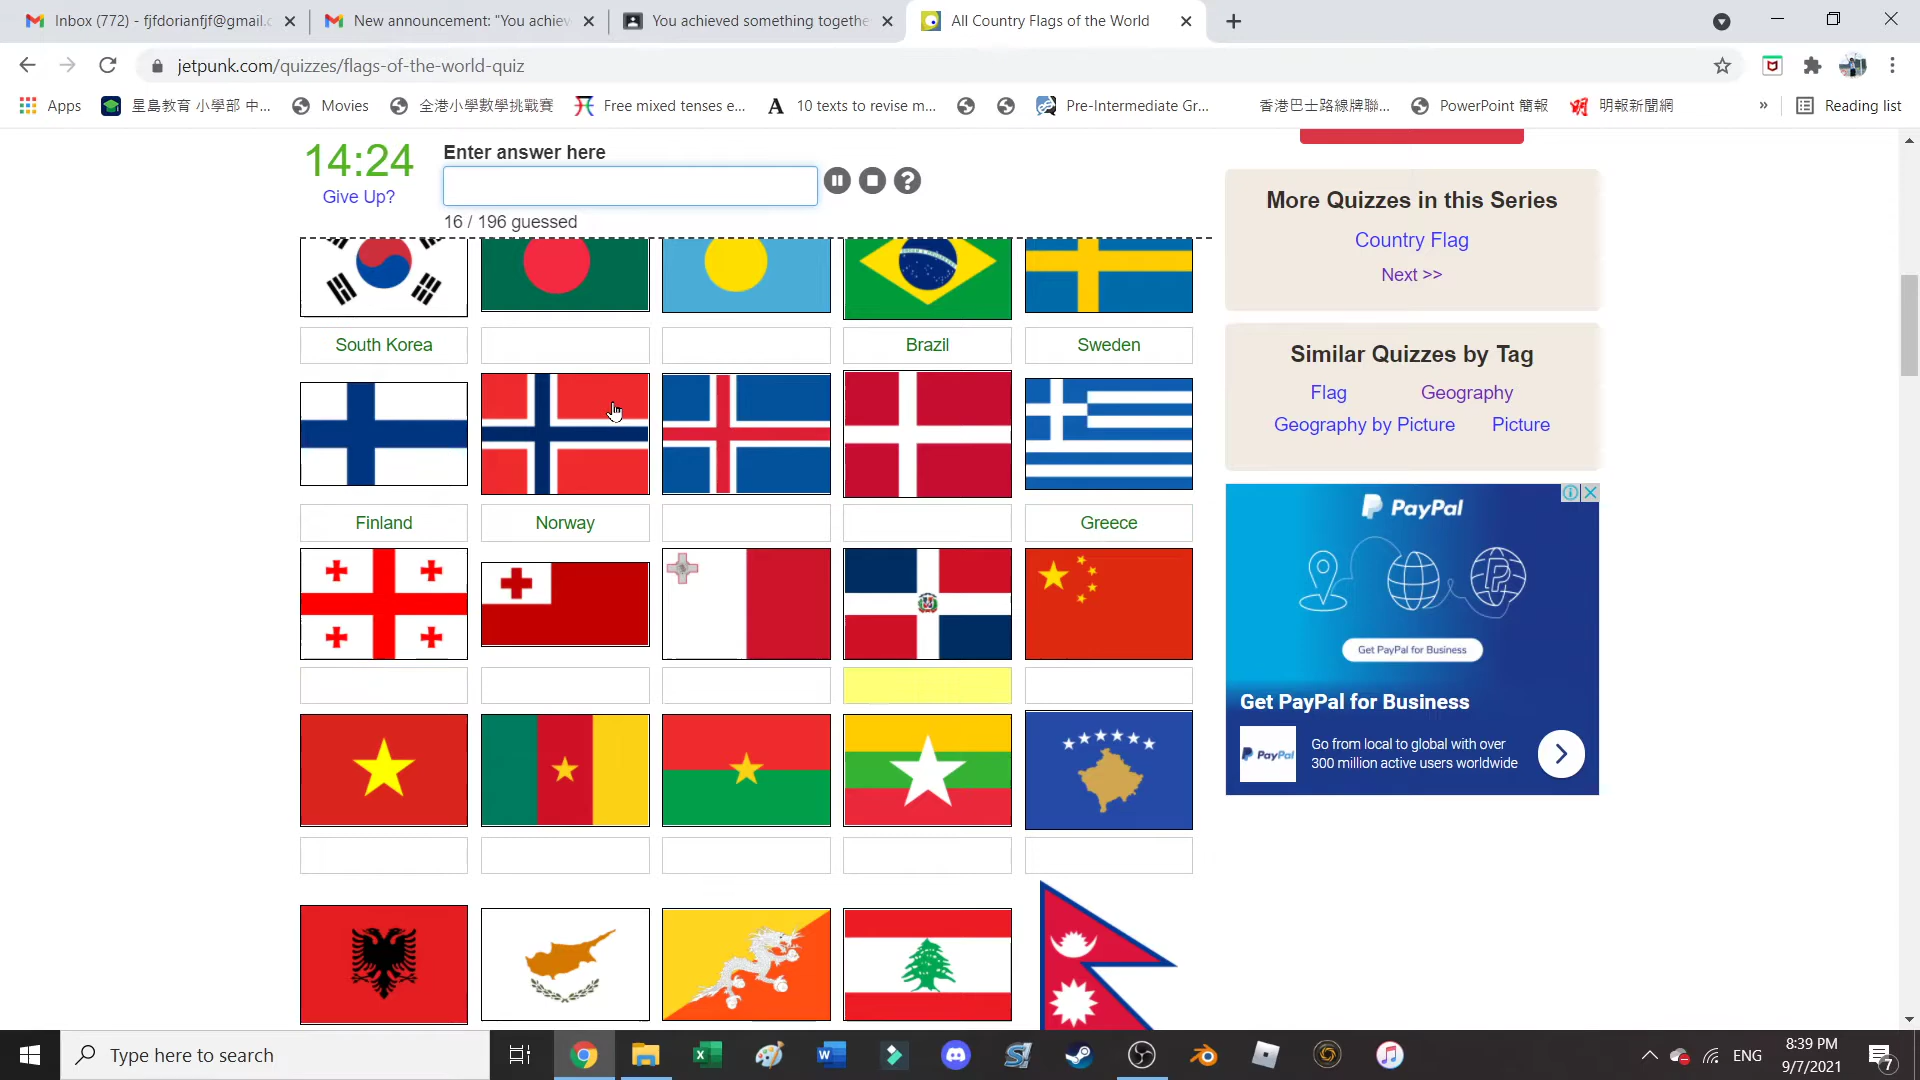 Inbox (772) - fjfdorianfjf@gmail.c
New announcement: "You achiev
You achieved something togethe
All Country Flags of the World
jetpunk.com/quizzes/flags-of-the-world-quiz
Apps
星島教育 小學部 中...
Movies
全港小學數學挑戰賽
Free mixed tenses e...
10 texts to revise m...
Pre-Intermediate Gr...
香港巴士路線牌聯...
PowerPoint 簡報
明報新聞網
»
Reading list
14:24
Give Up?
Enter answer here
16 / 196 guessed
South Korea
Brazil
Sweden
Finland
Norway
Greece
More Quizzes in this Series
Country Flag
Next >>
Similar Quizzes by Tag
Flag
Geography
Geography by Picture
Picture
PayPal
Get PayPal for Business
Get PayPal for Business
PayPal
Go from local to global with over
300 million active users worldwide
Type here to search
ENG
8:39 PM
9/7/2021
7